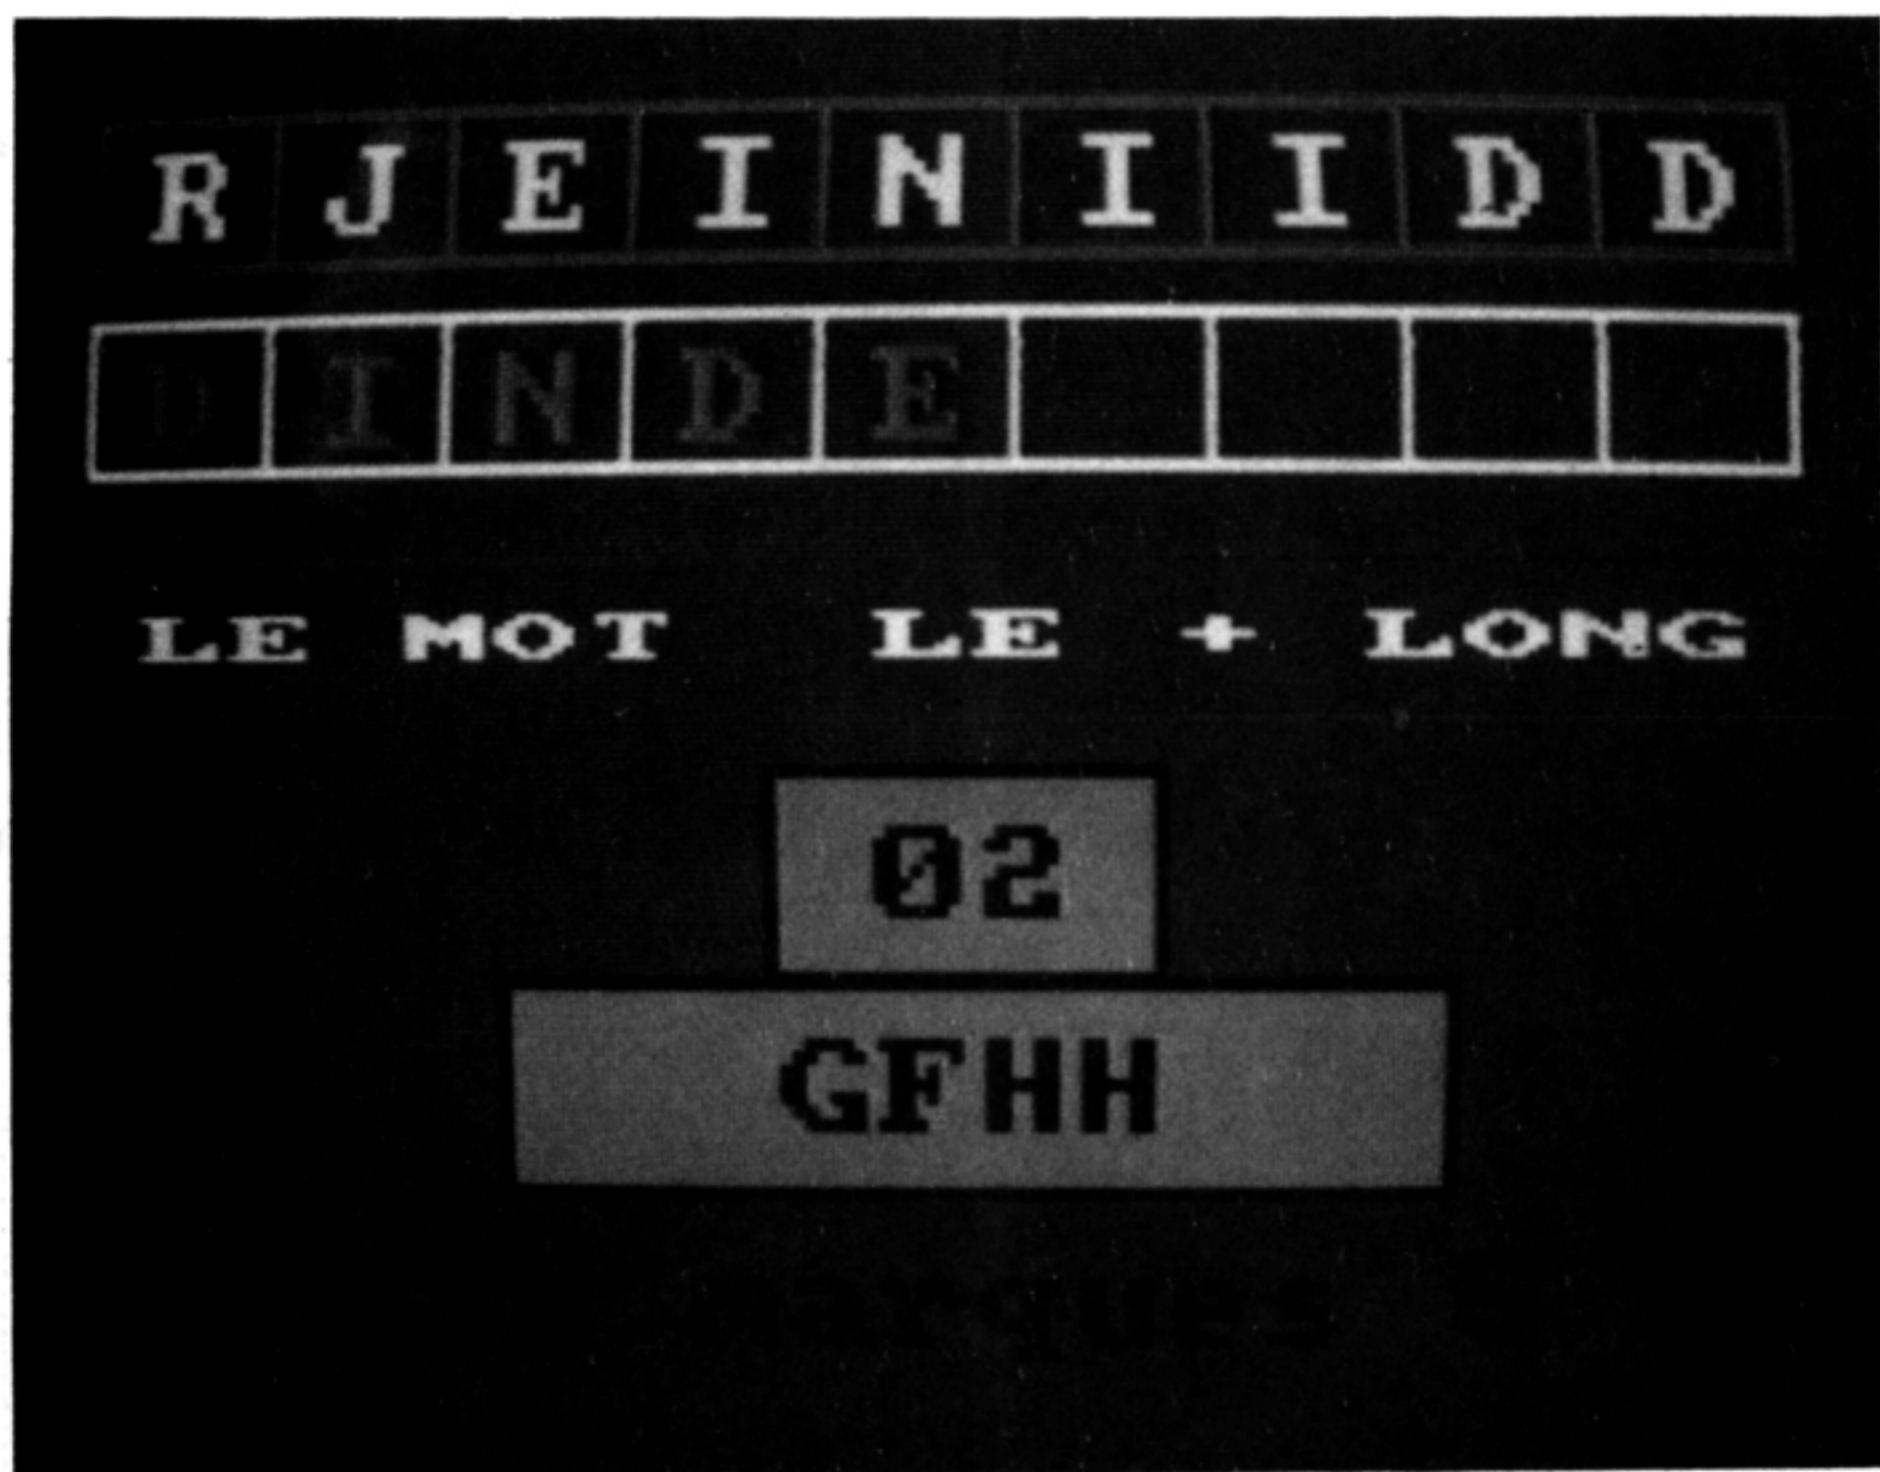 R J E I N I I D D
D I N D E
LE MOT LE + LONG
02
GFHH